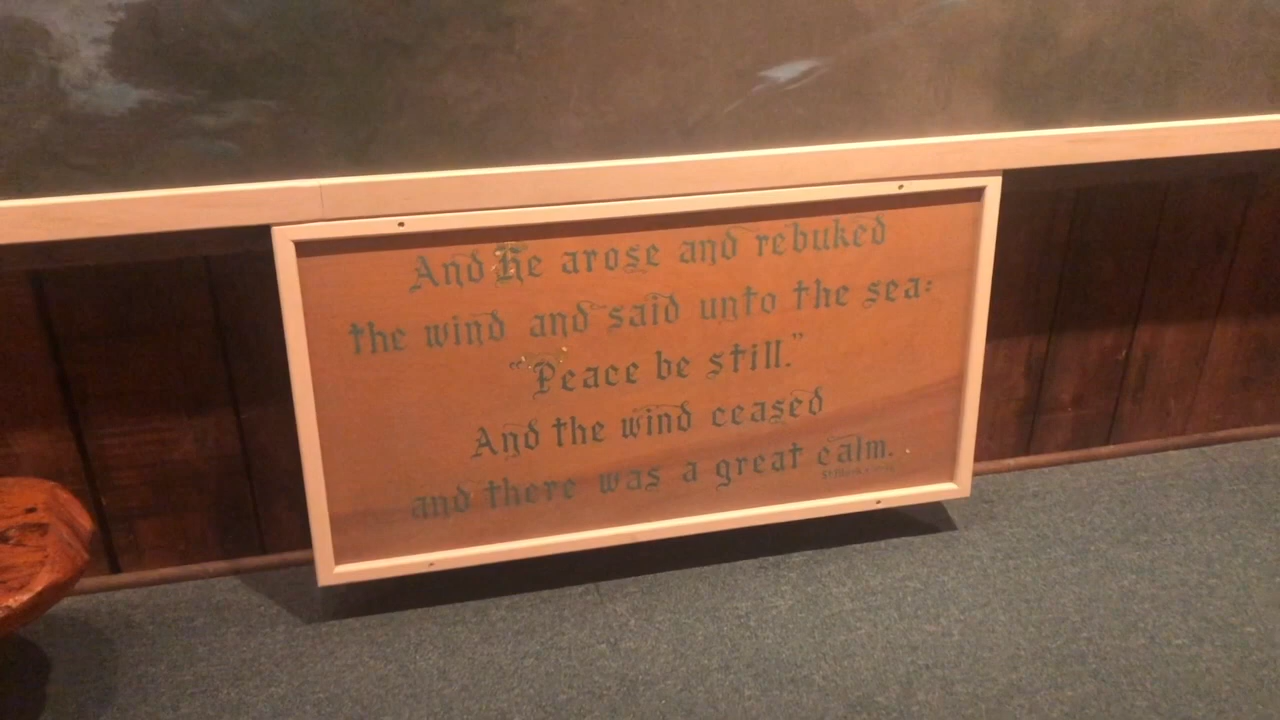 And He arose and rebuked
the wind and said unto the sea:
"Peace be still."
And the wind ceased
and there was a great calm.